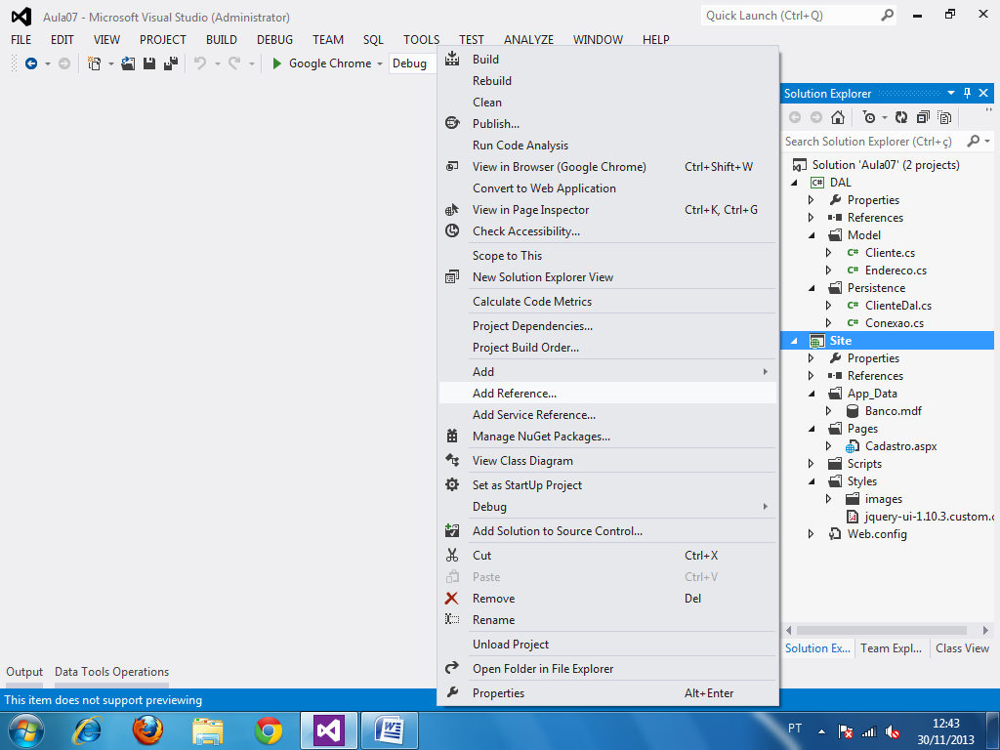 Aula07 - Microsoft Visual Studio (Administrator)
Quick Launch (Ctrl+Q)
FILE EDIT VIEW PROJECT BUILD DEBUG TEAM SQL TOOLS TEST ANALYZE WINDOW HELP
Google Chrome Debug
Build
Rebuild
Clean
Publish...
Run Code Analysis
View in Browser (Google Chrome) Ctrl+Shift+W
Convert to Web Application
View in Page Inspector Ctrl+K, Ctrl+G
Check Accessibility...
Scope to This
New Solution Explorer View
Calculate Code Metrics
Project Dependencies...
Project Build Order...
Add
Add Reference...
Add Service Reference...
Manage NuGet Packages...
View Class Diagram
Set as StartUp Project
Debug
Add Solution to Source Control...
Cut Ctrl+X
Paste Ctrl+V
Remove Del
Rename
Unload Project
Open Folder in File Explorer
Properties Alt+Enter
Solution Explorer
Search Solution Explorer (Ctrl+ç)
Solution 'Aula07' (2 projects)
C# DAL
Properties
References
Model
C# Cliente.cs
C# Endereco.cs
Persistence
C# ClienteDal.cs
C# Conexao.cs
Site
Properties
References
App_Data
Banco.mdf
Pages
Cadastro.aspx
Scripts
Styles
images
jquery-ui-1.10.3.custom.c
Web.config
Solution Ex... Team Expl... Class View
Output Data Tools Operations
This item does not support previewing
PT
12:43
30/11/2013